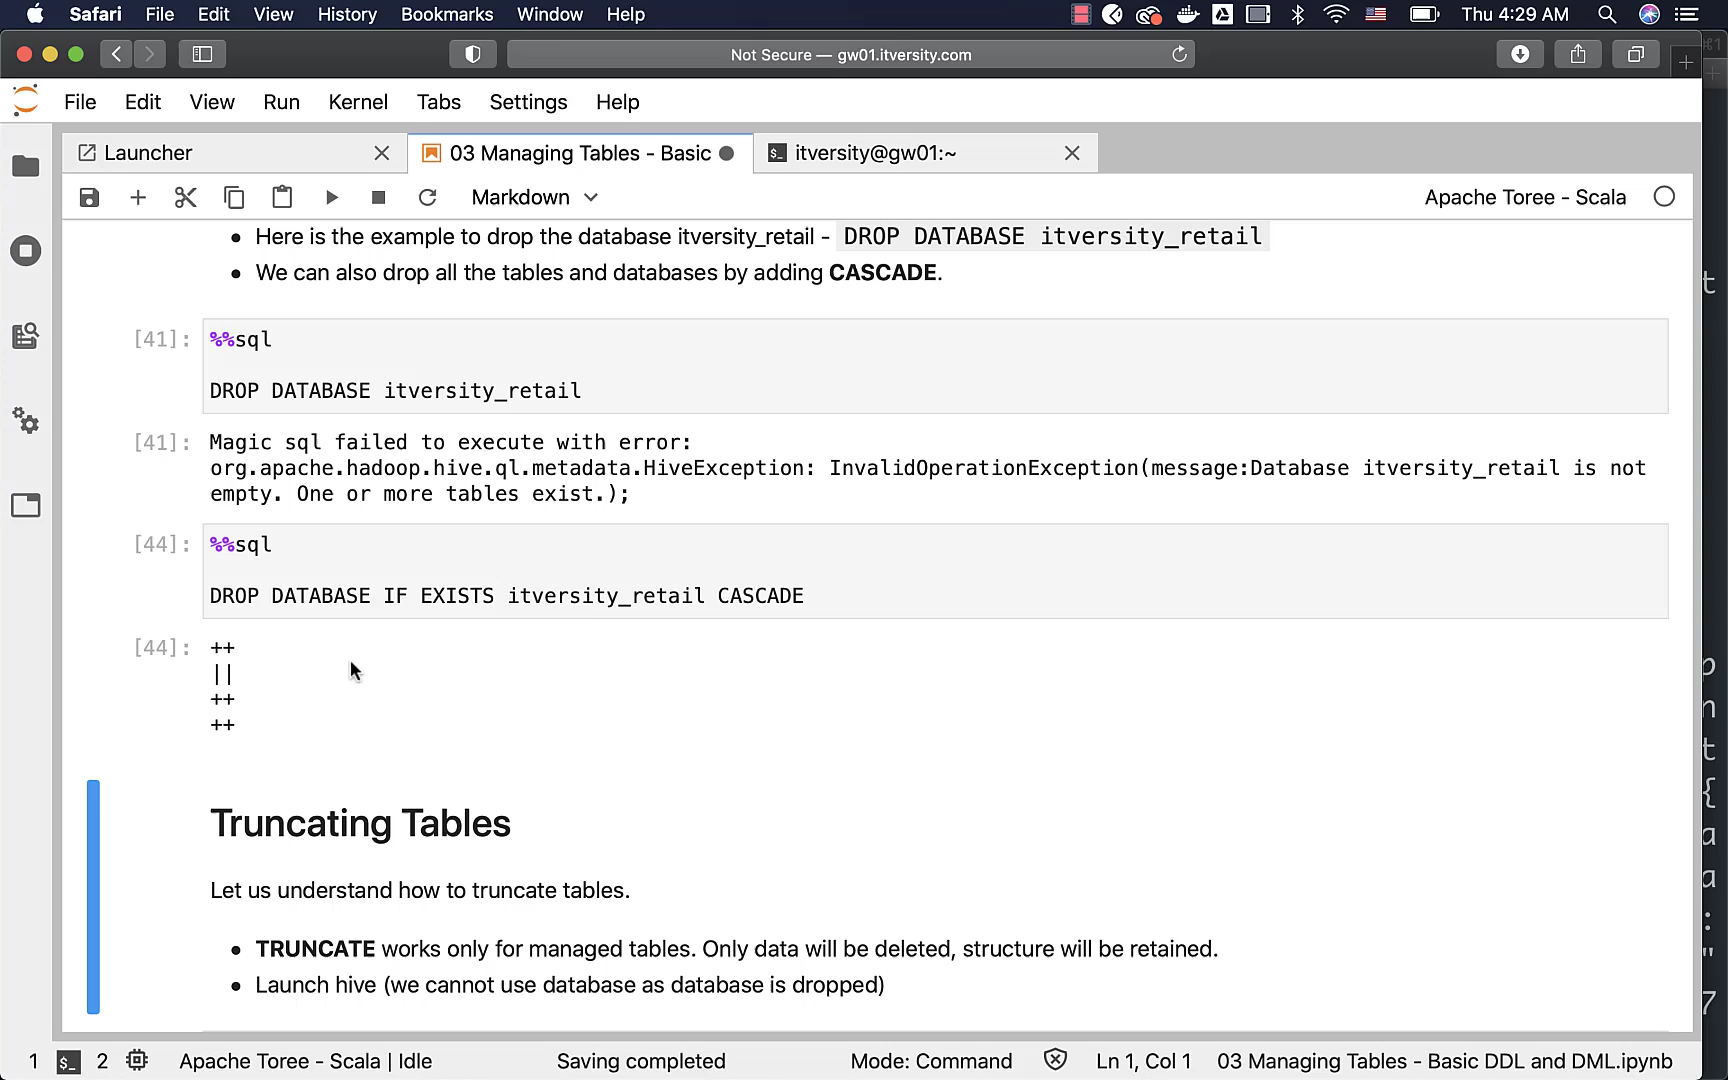 Safari File Edit View History Bookmarks Window Help Thu 4:29 AM
Not Secure — gw01.itversity.com
File Edit View Run Kernel Tabs Settings Help
Launcher 03 Managing Tables - Basic itversity@gw01:~
Markdown Apache Toree - Scala
Here is the example to drop the database itversity_retail - DROP DATABASE itversity_retail
We can also drop all the tables and databases by adding CASCADE.
[41]: %%sql
DROP DATABASE itversity_retail
[41]: Magic sql failed to execute with error:
org.apache.hadoop.hive.ql.metadata.HiveException: InvalidOperationException(message:Database itversity_retail is not
empty. One or more tables exist.);
[44]: %%sql
DROP DATABASE IF EXISTS itversity_retail CASCADE
[44]: ++
||
++
++
Truncating Tables
Let us understand how to truncate tables.
TRUNCATE works only for managed tables. Only data will be deleted, structure will be retained.
Launch hive (we cannot use database as database is dropped)
1 $_ 2 Apache Toree - Scala | Idle Saving completed Mode: Command Ln 1, Col 1 03 Managing Tables - Basic DDL and DML.ipynb